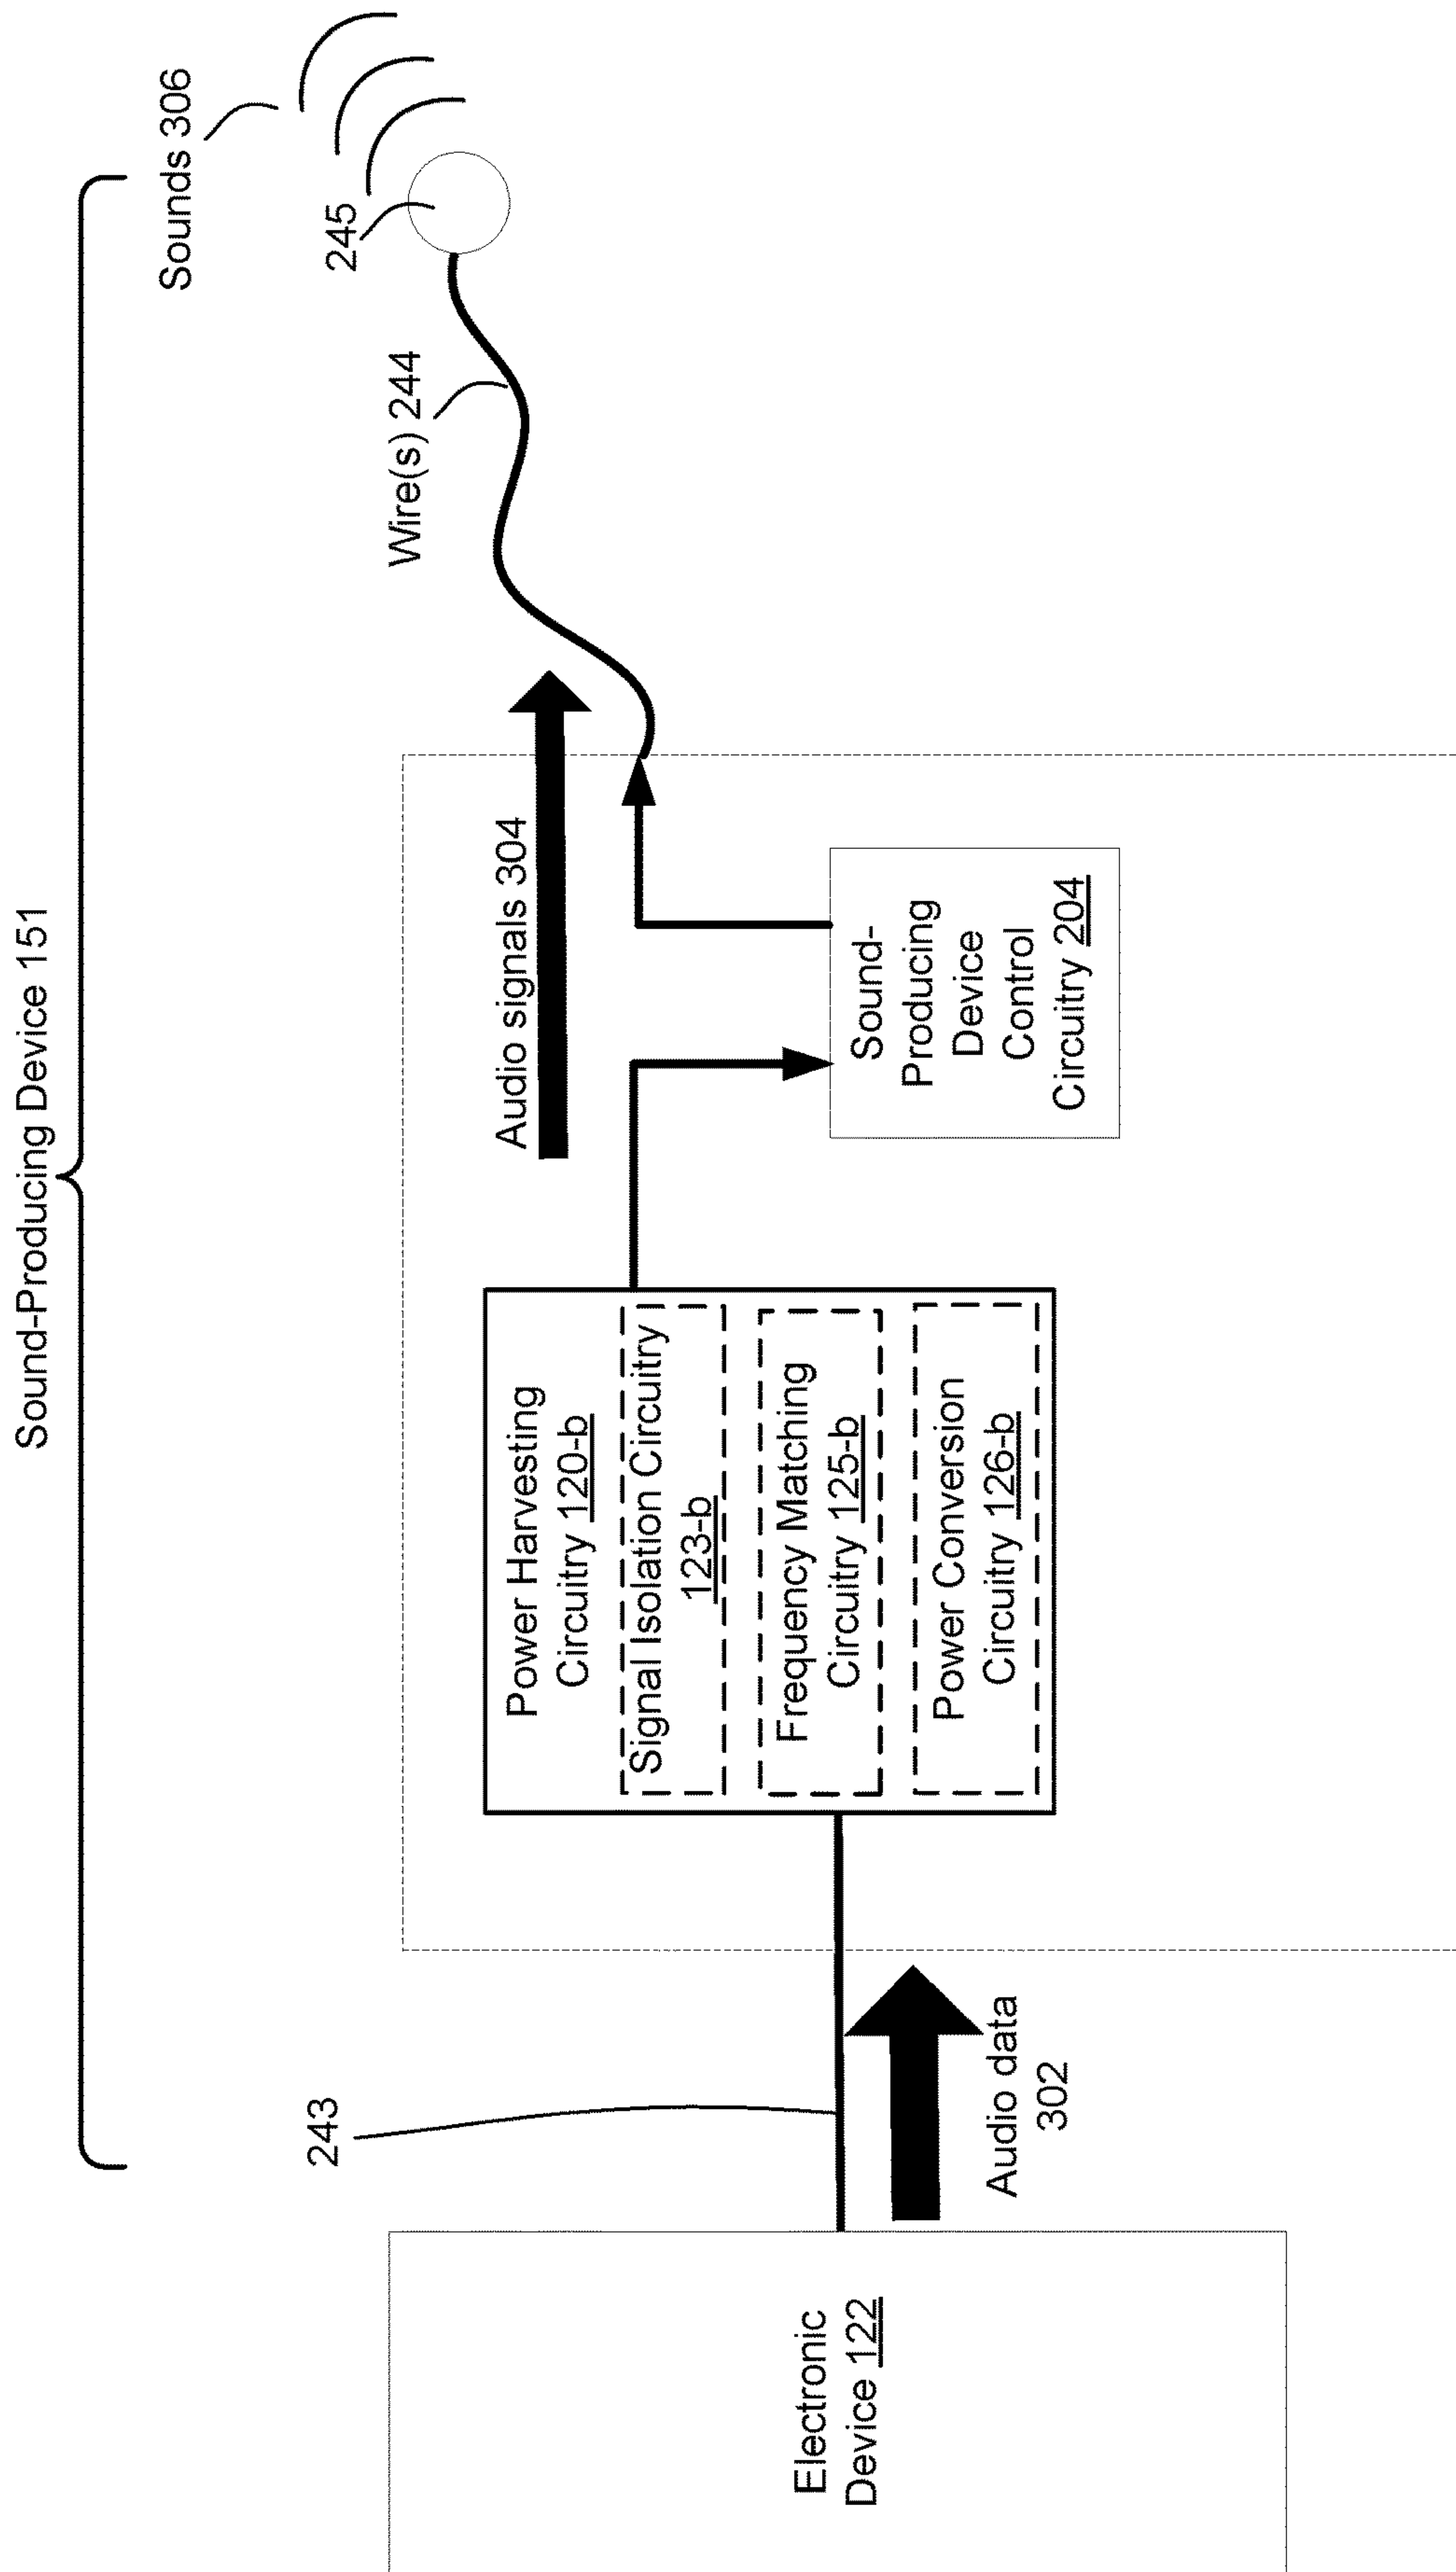 Sound-Producing Device 151
Sounds 306
245
Wire(s) 244
Audio signals 304
Sound-
Producing
Device
Control
Circuitry 204
Power Harvesting
Circuitry 120-b
Signal Isolation Circuitry
123-b
Frequency Matching
Circuitry 125-b
Power Conversion
Circuitry 126-b
243
Audio data
302
Electronic
Device 122